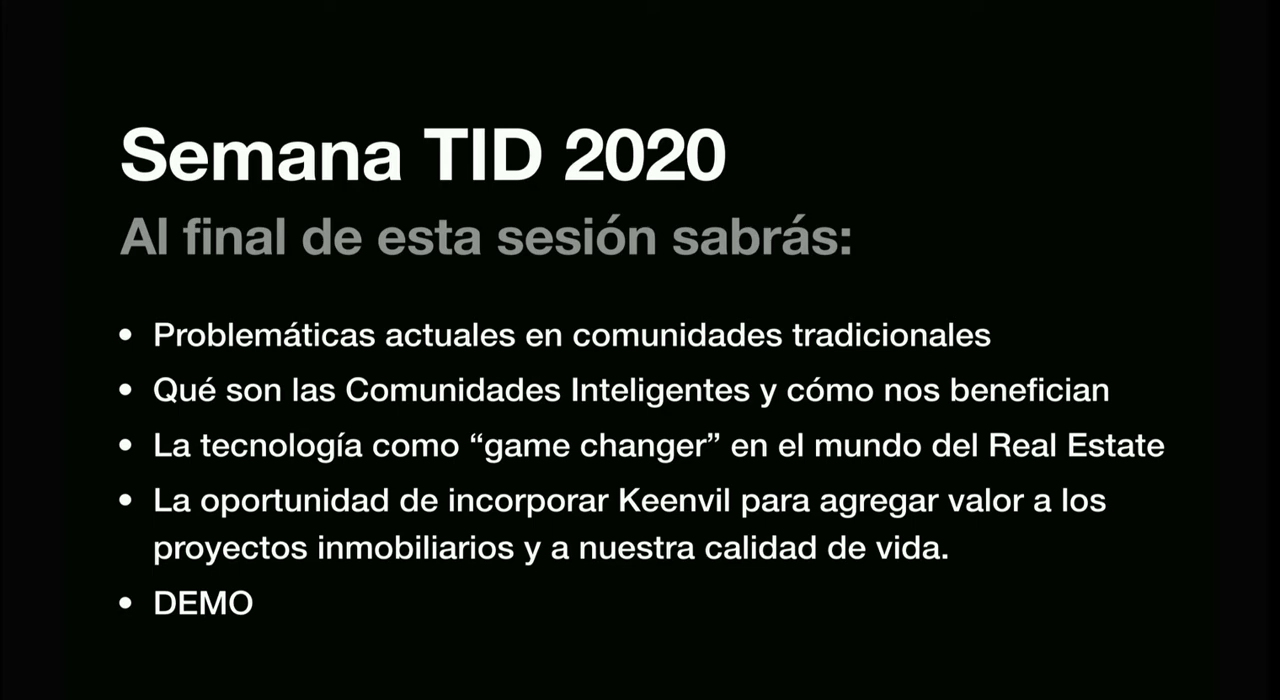 Semana TID 2020
Al final de esta sesión sabrás:
• Problemáticas actuales en comunidades tradicionales
• Qué son las Comunidades Inteligentes y cómo nos benefician
• La tecnología como “game changer” en el mundo del Real Estate
• La oportunidad de incorporar Keenvil para agregar valor a los
proyectos inmobiliarios y a nuestra calidad de vida.
• DEMO